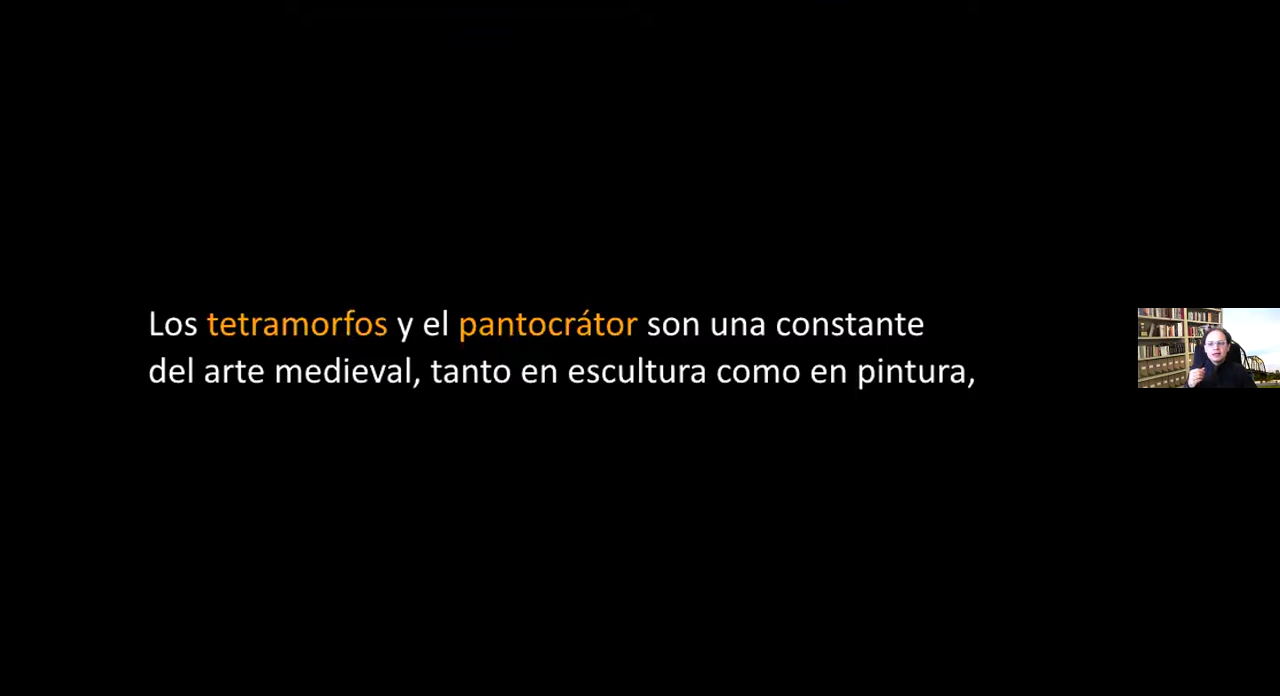 Los tetramorfos y el pantocrátor son una constante
del arte medieval, tanto en escultura como en pintura,